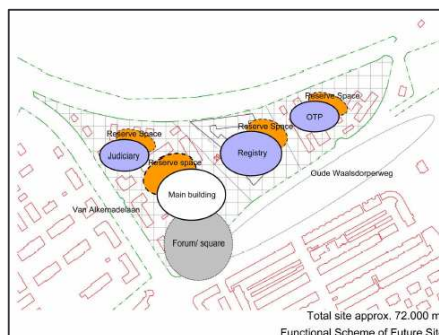 Reserve Space
OTP
Reserve Space
Reserve Space
Judiciary
Registry
Reserve space
Main building
Oude Waalsdorperweg
Van Alkemadelaan
Forum/ square
Total site approx. 72.000 m
Functional Scheme of Future Sit